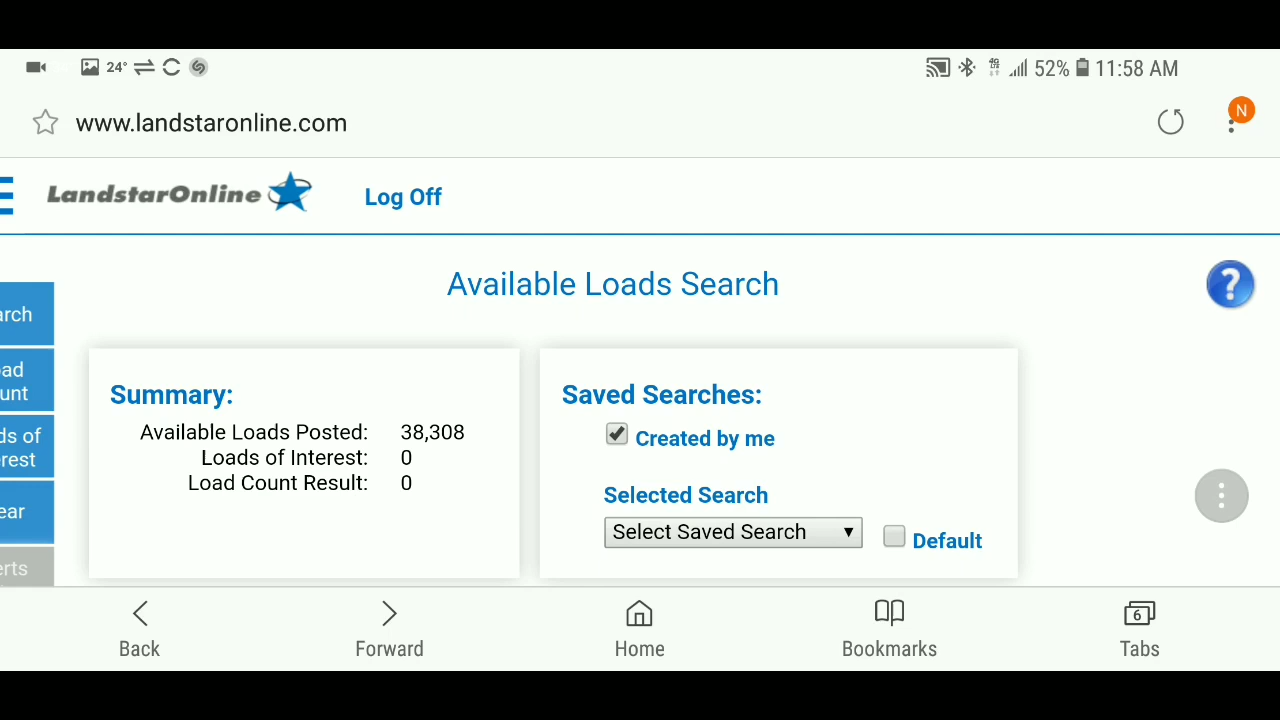 24° 4G LTE 52% 11:58 AM
www.landstaronline.com
N
LandstarOnline Log Off
Available Loads Search
?
arch
ad
unt
ds of
rest
ear
erts
Summary:
Available Loads Posted: 38,308
Loads of Interest: 0
Load Count Result: 0
Saved Searches:
Created by me
Selected Search
Select Saved Search Default
6
Back Forward Home Bookmarks Tabs